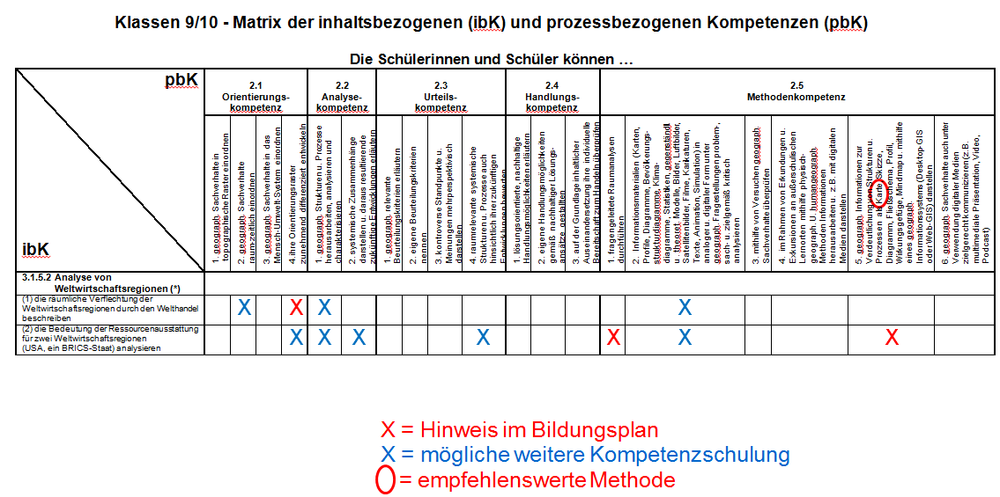 Klassen 9/10 - Matrix der inhaltsbezogenen (ibK) und prozessbezogenen Kompetenzen (pbK)
Die Schülerinnen und Schüler können …
pbK
ibK
2.1
Orientierungs-
kompetenz
2.2
Analyse-
kompetenz
2.3
Urteils-
kompetenz
2.4
Handlungs-
kompetenz
2.5
Methodenkompetenz
1. geograph. Sachverhalte in
topographische Raster einordnen
2. geograph. Sachverhalte
raum-zeitlich einordnen
3. geograph. Sachverhalte in das
Mensch-Umwelt-System einordnen
4. ihre Orientierungsraster
zunehmend differenziert entwickeln
1. geograph. Strukturen u. Prozesse
herausarbeiten, analysieren und
charakterisieren
2. systemische Zusammenhänge
darstellen u. daraus resultierende
zukünftige Entwicklungen erläutern
1. geograph. relevante
Beurteilungskriterien erläutern
2. eigene Beurteilungskriterien
nennen
3. kontroverse Standpunkte u.
Meinungen mehrperspektivisch
darstellen
4. raumrelevante systemische
Strukturen u. Prozesse auch
hinsichtlich ihrer zukünftigen
Entwicklungen bewerten
1. lösungsorientierte, nachhaltige
Handlungsmöglichkeiten erläutern
2. eigene Handlungsmöglichkeiten
gemäß nachhaltiger Lösungs-
ansätze gestalten
3. auf der Grundlage inhaltlicher
Auseinandersetzung ihre individuelle
Bereitschaft zum Handeln überprüfen
1. fragengeleitete Raumanalysen
durchführen
2. Informationsmaterialien (Karten,
Profile, Diagramme, Bevölkerungs-
strukturdiagramme, Klima-
diagramme, Statistiken, gegenständl.
u. theoret. Modelle, Bilder, Luftbilder,
Satellitenbilder, Filme, Karikaturen,
Texte, Animation, Simulation) in
analoger u. digitaler Form unter
geograph. Fragestellungen problem-,
sach- u. zielgemäß kritisch
analysieren
3. mithilfe von Versuchen geograph.
Sachverhalte überprüfen
4. im Rahmen von Erkundungen u.
Exkursionen an außerschulischen
Lernorten mithilfe physisch-
geograph. U. humangeograph.
Methoden Informationen
herausarbeiten u. z.B. mit digitalen
Medien darstellen
5. geograph. Informationen zur
Verdeutlichung von Strukturen u.
Prozessen als Karte, Skizze,
Diagramm, Fließschema, Profil,
Wirkungsgefüge, Mindmap u. mithilfe
eines geograph.
Informationssystems (Desktop-GIS
oder Web-GIS) darstellen
6. geograph. Sachverhalte auch unter
Verwendung digitaler Medien
zielgerecht kommunizieren (z.B.
multimediale Präsentation, Video,
Podcast)
3.1.5.2 Analyse von
Weltwirtschaftsregionen (*)
(1) die räumliche Verflechtung der
Weltwirtschaftsregionen durch den Welthandel
beschreiben
X X X X
(2) die Bedeutung der Ressourcenausstattung
für zwei Weltwirtschaftsregionen
(USA, ein BRICS-Staat) analysieren
X X X X X X X
X = Hinweis im Bildungsplan
X = mögliche weitere Kompetenzschulung
= empfehlenswerte Methode